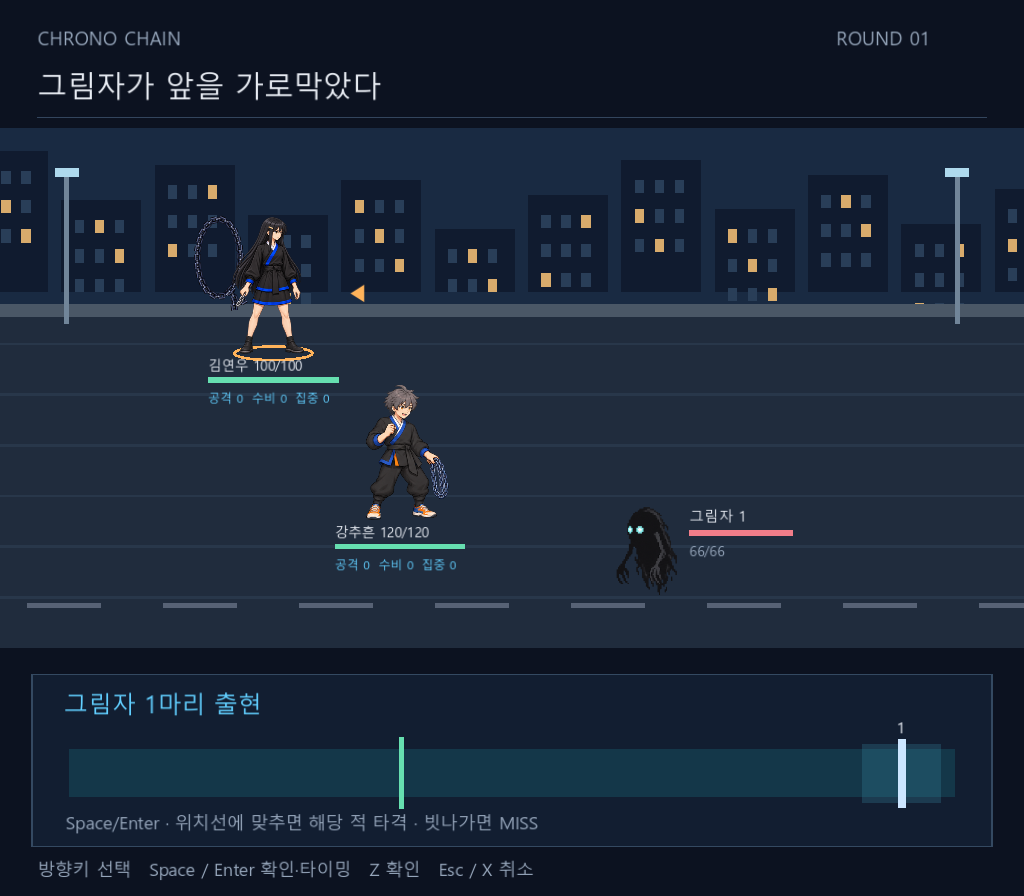 CHRONO CHAIN
ROUND 01
그림자가 앞을 가로막았다
김연우 100/100
공격 0 수비 0 집중 0
강추흔 120/120
공격 0 수비 0 집중 0
그림자 1
66/66
그림자 1마리 출현
1
Space/Enter · 위치선에 맞추면 해당 적 타격 · 빗나가면 MISS
방향키 선택 Space / Enter 확인·타이밍 Z 확인 Esc / X 취소